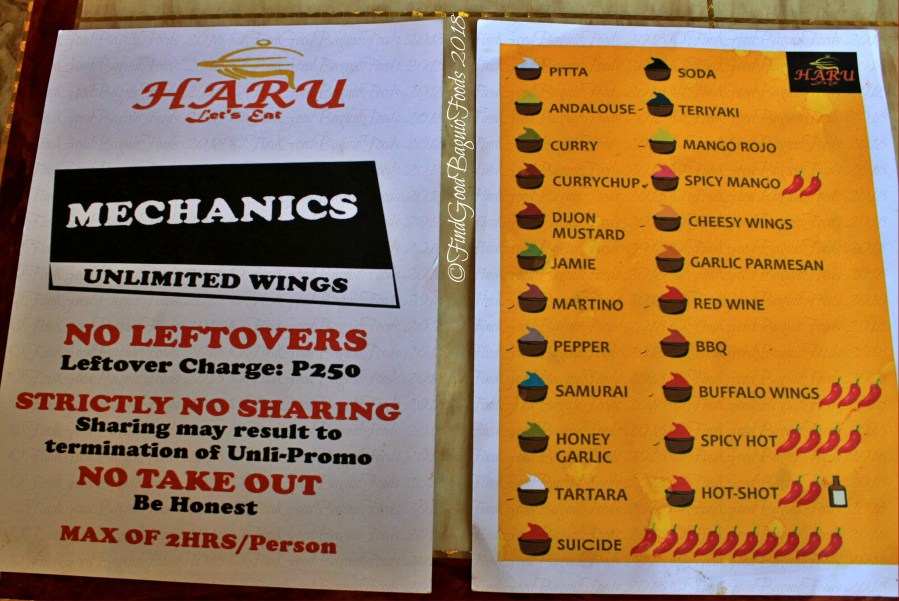 HARU
Let's Eat
MECHANICS
UNLIMITED WINGS
NO LEFTOVERS
Leftover Charge: P250
STRICTLY NO SHARING
Sharing may result to
termination of Unli-Promo
NO TAKE OUT
Be Honest
MAX OF 2HRS/Person
©FindGoodBaguioFoods 2018
HARU
Let's Eat
PITTA
ANDALOUSE
CURRY
CURRYCHUP
DIJON
MUSTARD
JAMIE
MARTINO
PEPPER
SAMURAI
HONEY
GARLIC
TARTARA
SUICIDE
SODA
TERIYAKI
MANGO ROJO
SPICY MANGO
CHEESY WINGS
GARLIC PARMESAN
RED WINE
BBQ
BUFFALO WINGS
SPICY HOT
HOT-SHOT